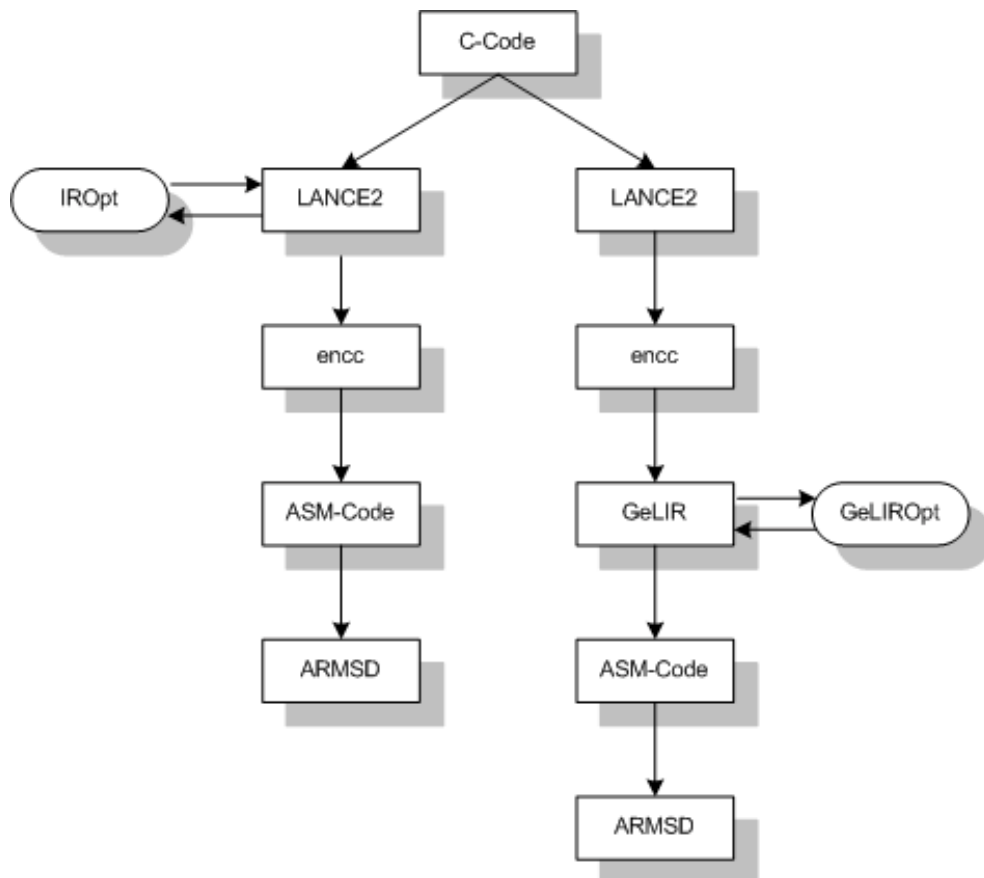 C-Code
IROpt
LANCE2
LANCE2
encc
encc
ASM-Code
GeLIR
GeLIROpt
ARMSD
ASM-Code
ARMSD